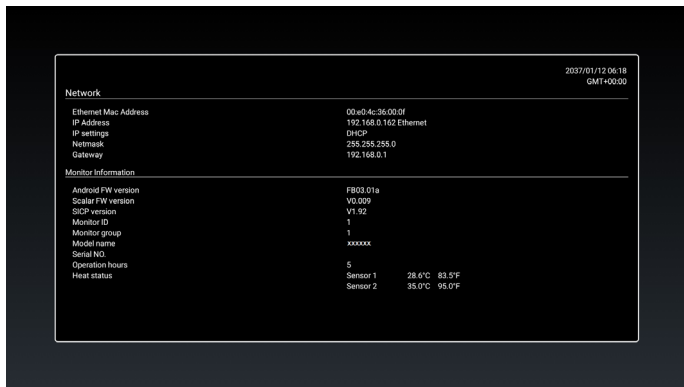 2037/01/12 06:18
GMT+00:00
Network
Ethernet Mac Address 00:e0:4c:36:00:0f
IP Address 192.168.0.162 Ethernet
IP settings DHCP
Netmask 255.255.255.0
Gateway 192.168.0.1
Monitor Information
Android FW version FB03.01a
Scalar FW version V0.009
SICP version V1.92
Monitor ID 1
Monitor group 1
Model name xxxxxx
Serial NO.
Operation hours 5
Heat status Sensor 1 28.6°C 83.5°F
Sensor 2 35.0°C 95.0°F